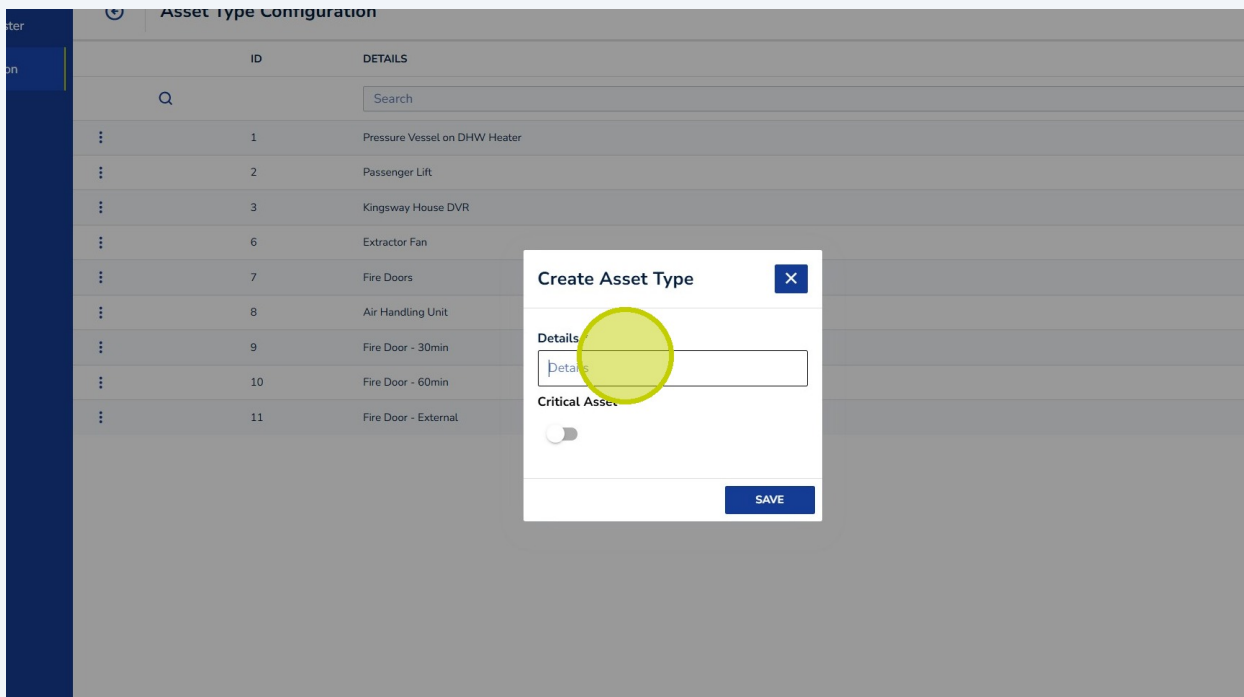 Asset Type Configuration
ster
on
ID DETAILS
Search
1 Pressure Vessel on DHW Heater
2 Passenger Lift
3 Kingsway House DVR
6 Extractor Fan
7 Fire Doors
8 Air Handling Unit
9 Fire Door - 30min
10 Fire Door - 60min
11 Fire Door - External
Create Asset Type
Details *
Details
Critical Asset
SAVE